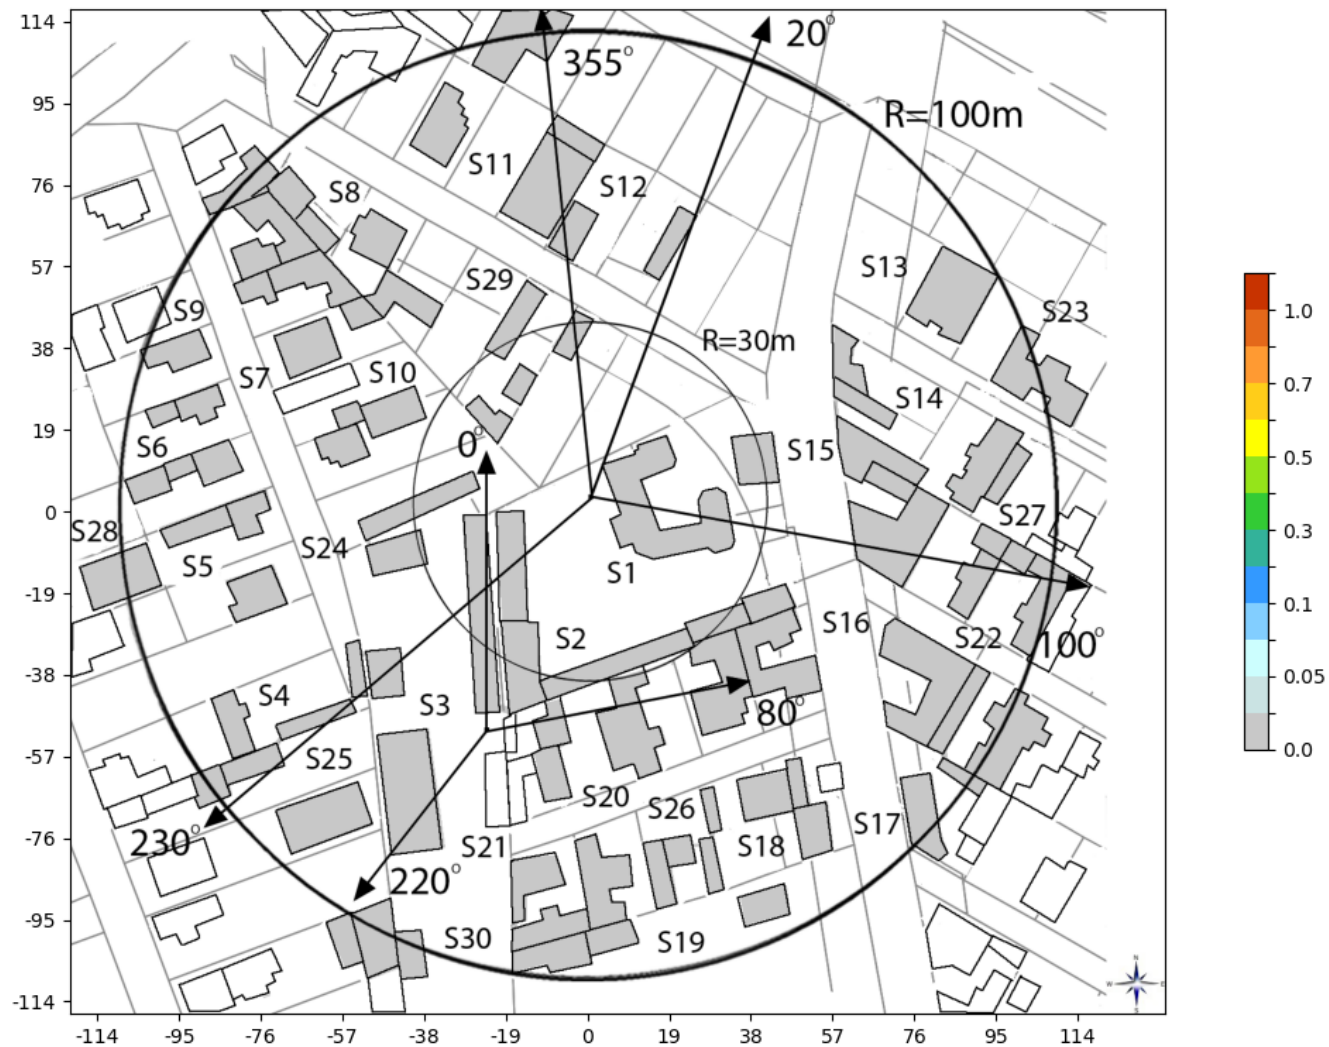 114
95
76
57
38
19
0
-19
-38
-57
-76
-95
-114
-114
-95
-76
-57
-38
-19
0
19
38
57
76
95
114
355°
20°
R=100m
S11
S12
S8
S13
S29
S23
S9
R=30m
S7
S10
S14
S6
0°
S15
S28
S27
S24
S5
S1
S16
S2
S22
100°
S4
S3
80°
S25
S20
S26
230°
S21
S18
S17
220°
S30
S19
N
W
E
S
1.0
0.7
0.5
0.3
0.1
0.05
0.0